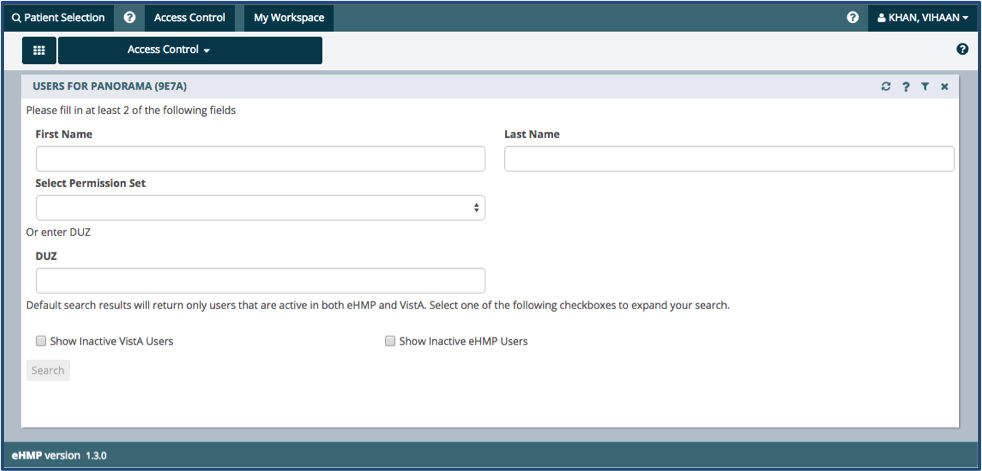 Patient Selection ? Access Control My Workspace ? KHAN, VIHAAN
Access Control ?
USERS FOR PANORAMA (9E7A) ?
Please fill in at least 2 of the following fields
First Name Last Name
Select Permission Set
Or enter DUZ
DUZ
Default search results will return only users that are active in both eHMP and VistA. Select one of the following checkboxes to expand your search.
Show Inactive VistA Users Show Inactive eHMP Users
Search
eHMP version 1.3.0